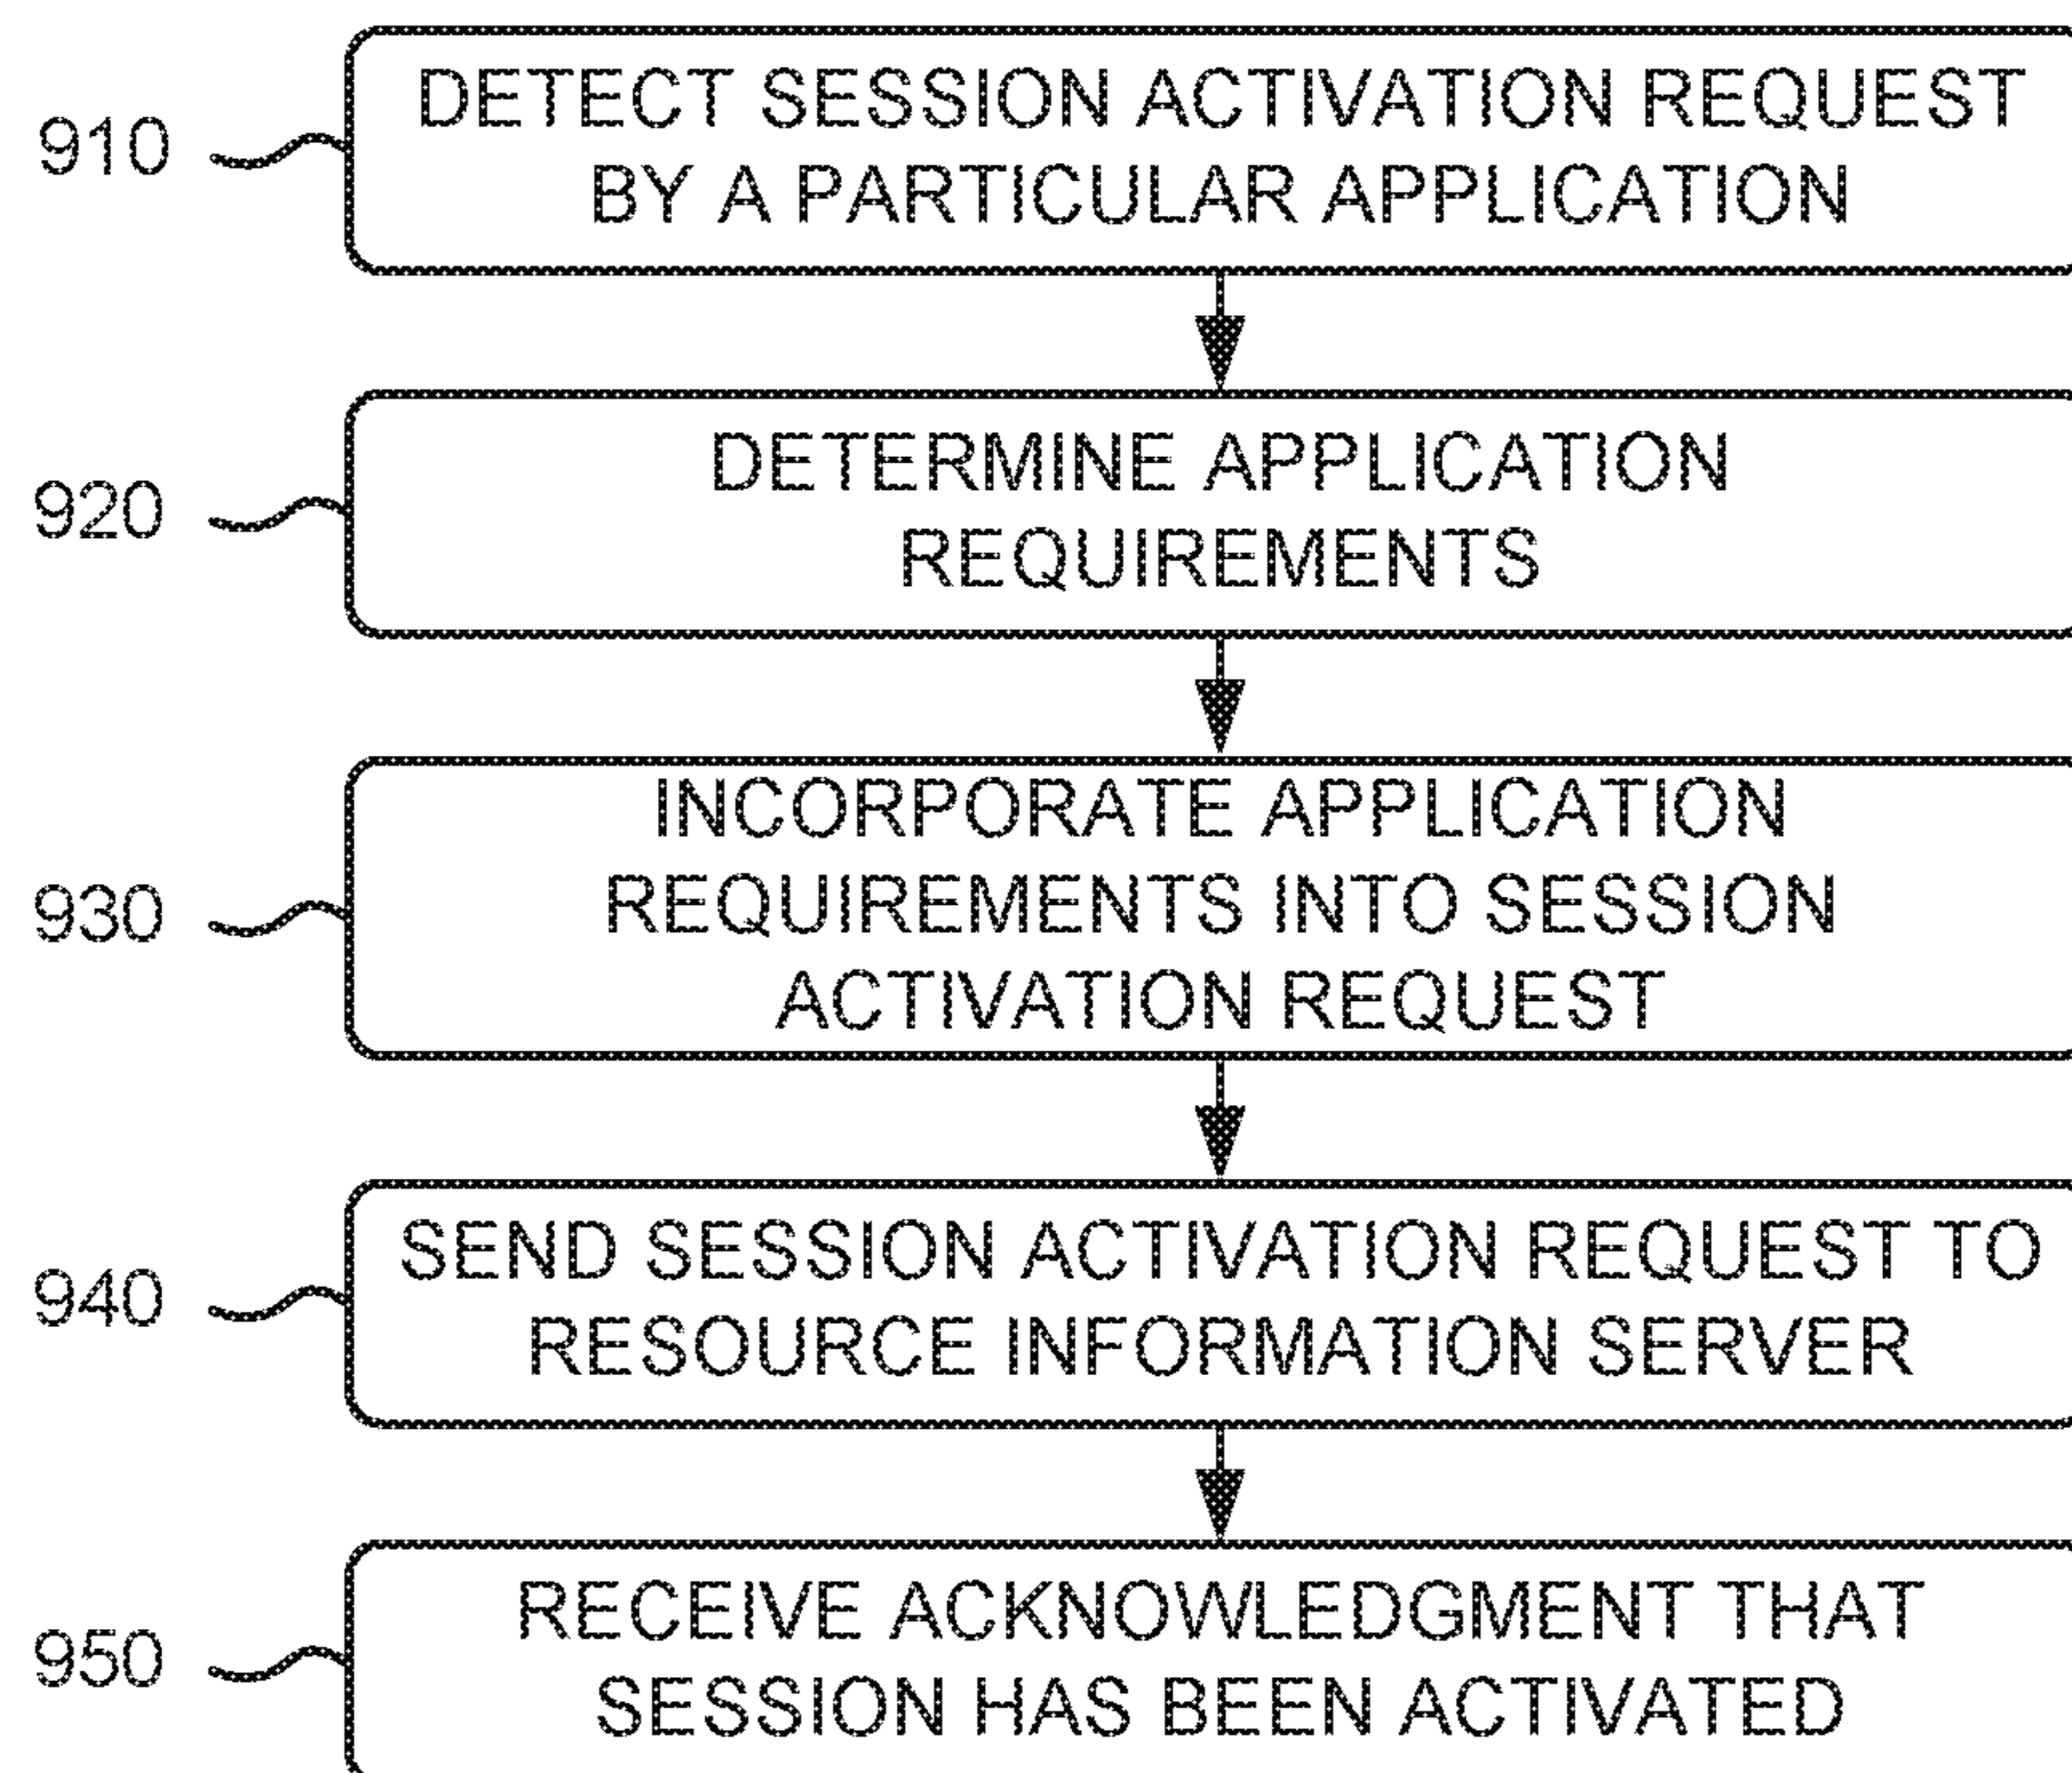 910
DETECT SESSION ACTIVATION REQUEST
BY A PARTICULAR APPLICATION
920
DETERMINE APPLICATION
REQUIREMENTS
930
INCORPORATE APPLICATION
REQUIREMENTS INTO SESSION
ACTIVATION REQUEST
940
SEND SESSION ACTIVATION REQUEST TO
RESOURCE INFORMATION SERVER
950
RECEIVE ACKNOWLEDGMENT THAT
SESSION HAS BEEN ACTIVATED